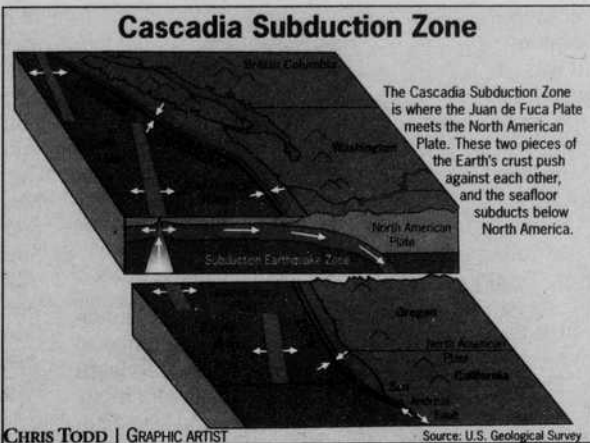 Cascadia Subduction Zone
British Columbia
The Cascadia Subduction Zone
is where the Juan de Fuca Plate
meets the North American
Plate. These two pieces of
the Earth's crust push
against each other,
and the seafloor
subducts below
North America.
Washington
North American
Plate
Subduction Earthquake Zone
Oregon
North American
Plate
California
San
Andreas
Fault
CHRIS TODD | GRAPHIC ARTIST
Source: U.S. Geological Survey